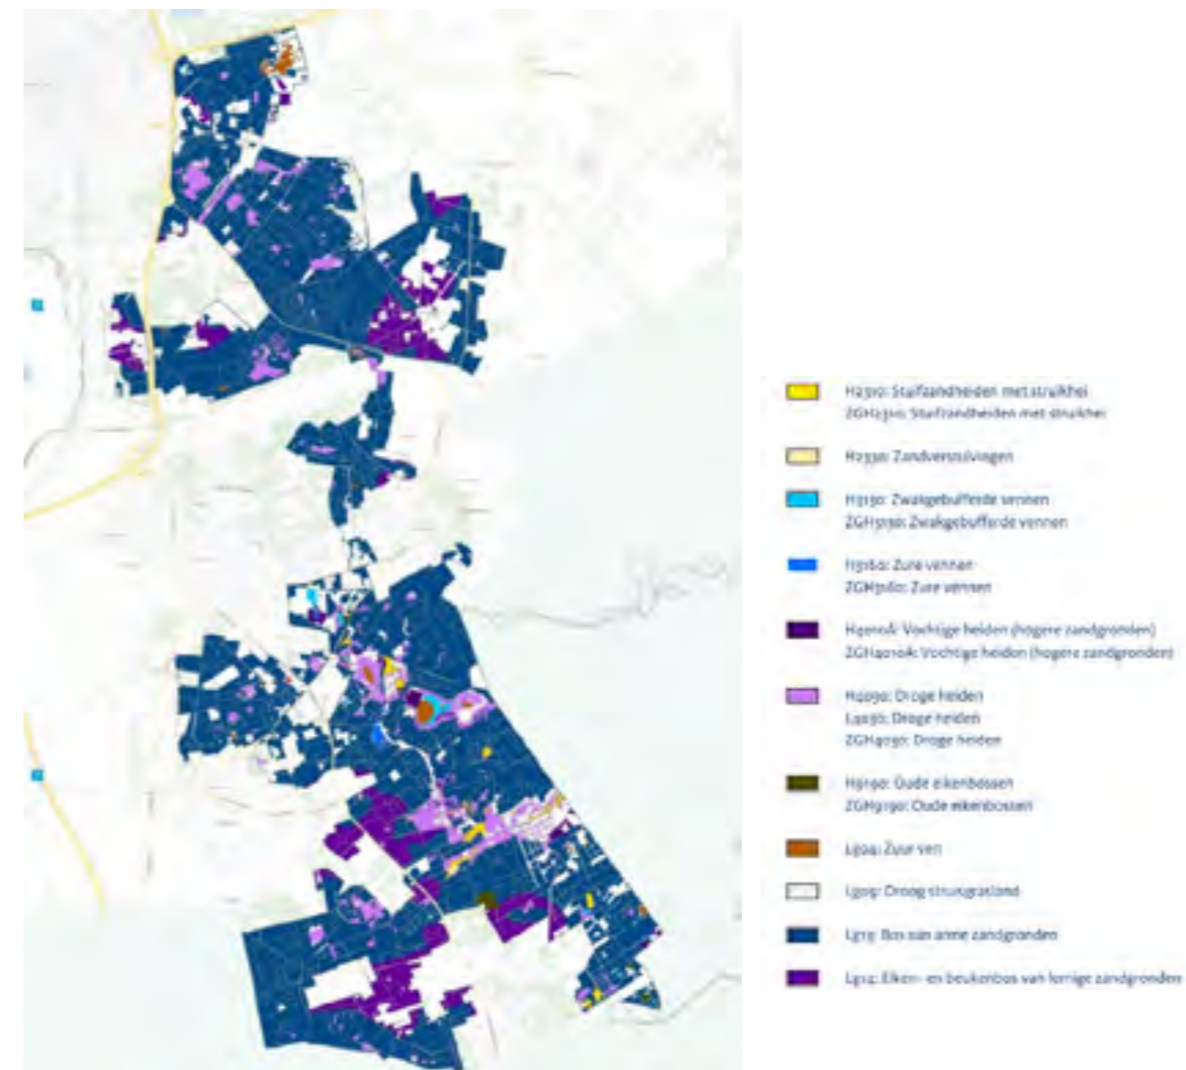 H2310: Stuifzandheiden met struikhei
ZGH2310: Stuifzandheiden met struikhei
H2330: Zandverstuivingen
H3130: Zwakgebufferde vennen
ZGH3130: Zwakgebufferde vennen
H3160: Zure vennen
ZGH3160: Zure vennen
H4010A: Vochtige heiden (hogere zandgronden)
ZGH4010A: Vochtige heiden (hogere zandgronden)
H4030: Droge heiden
L4030: Droge heiden
ZGH4030: Droge heiden
H9190: Oude eikenbossen
ZGH9190: Oude eikenbossen
Lg04: Zuur ven
Lg09: Droog struisgrasland
Lg13: Bos van arme zandgronden
Lg14: Eiken- en beukenbos van lemige zandgronden